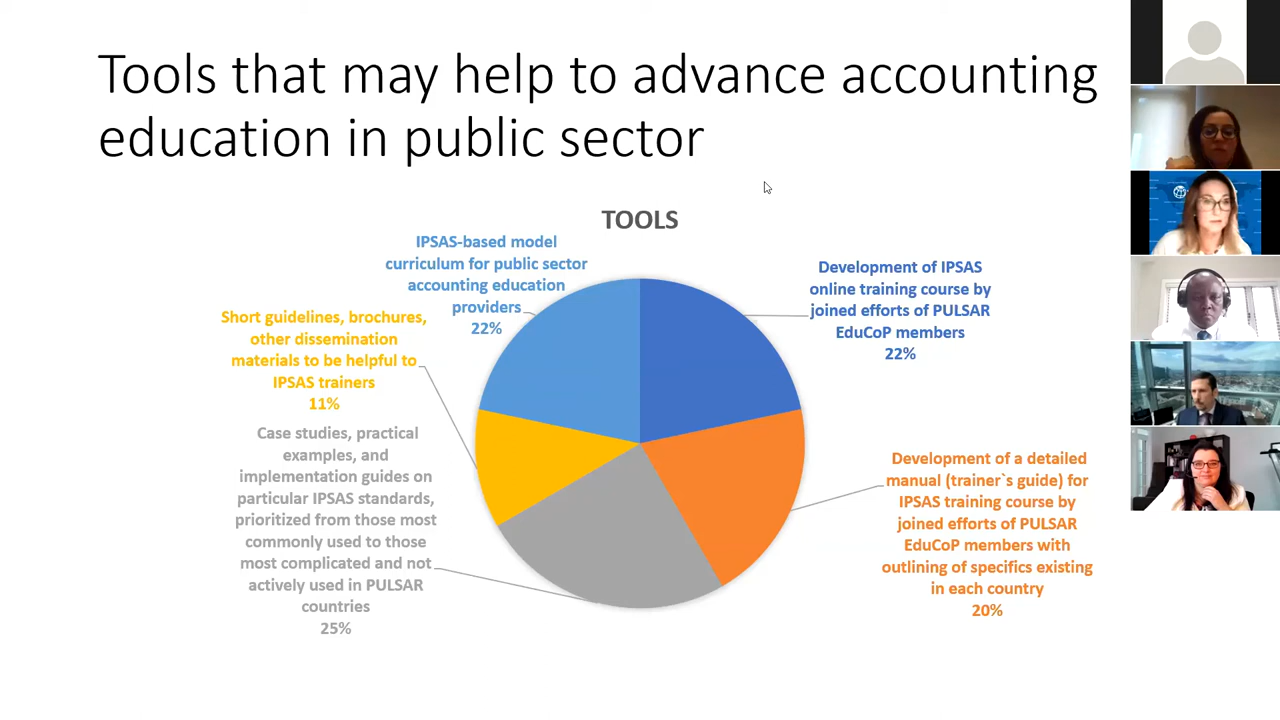 Tools that may help to advance accounting
education in public sector
TOOLS
IPSAS-based model
curriculum for public sector
accounting education
providers
22%
Development of IPSAS
online training course by
joined efforts of PULSAR
EduCoP members
22%
Short guidelines, brochures,
other dissemination
materials to be helpful to
IPSAS trainers
11%
Case studies, practical
examples, and
implementation guides on
particular IPSAS standards,
prioritized from those most
commonly used to those
most complicated and not
actively used in PULSAR
countries
25%
Development of a detailed
manual (trainer`s guide) for
IPSAS training course by
joined efforts of PULSAR
EduCoP members with
outlining of specifics existing
in each country
20%